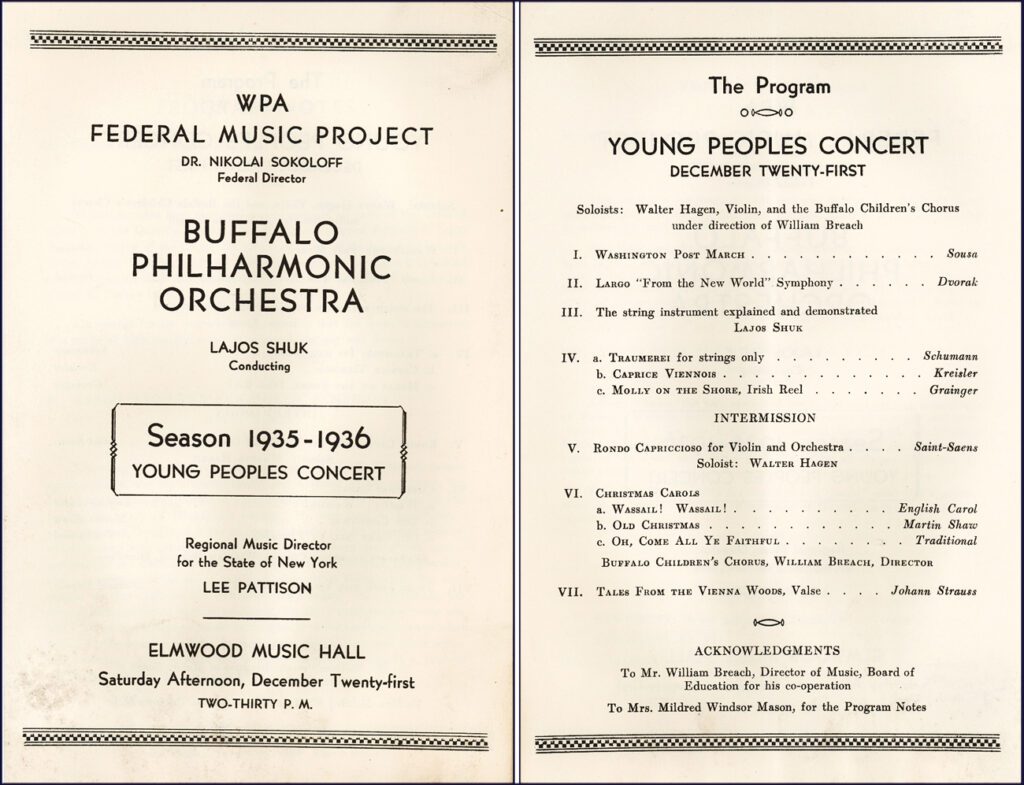 WPA
FEDERAL MUSIC PROJECT
DR. NIKOLAI SOKOLOFF
Federal Director
BUFFALO
PHILHARMONIC
ORCHESTRA
LAJOS SHUK
Conducting
Season 1935-1936
YOUNG PEOPLES CONCERT
Regional Music Director
for the State of New York
LEE PATTISON
ELMWOOD MUSIC HALL
Saturday Afternoon, December Twenty-first
TWO-THIRTY P. M.
The Program
YOUNG PEOPLES CONCERT
DECEMBER TWENTY-FIRST
Soloists: Walter Hagen, Violin, and the Buffalo Children's Chorus
under direction of William Breach
I. WASHINGTON POST MARCH . . . . . . . . . . . . Sousa
II. LARGO "From the New World" Symphony . . . . . . Dvorak
III. The string instrument explained and demonstrated
LAJOS SHUK
IV. a. TRAUMEREI for strings only . . . . . . . . . Schumann
b. CAPRICE VIENNOIS . . . . . . . . . . . . . Kreisler
c. MOLLY ON THE SHORE, Irish Reel . . . . . . . Grainger
INTERMISSION
V. RONDO CAPRICCIOSO for Violin and Orchestra . . . . Saint-Saens
Soloist: WALTER HAGEN
VI. CHRISTMAS CAROLS
a. WASSAIL! WASSAIL! . . . . . . . . . . English Carol
b. OLD CHRISTMAS . . . . . . . . . . . Martin Shaw
c. OH, COME ALL YE FAITHFUL . . . . . . . . Traditional
BUFFALO CHILDREN'S CHORUS, WILLIAM BREACH, DIRECTOR
VII. TALES FROM THE VIENNA WOODS, Valse . . . . Johann Strauss
ACKNOWLEDGMENTS
To Mr. William Breach, Director of Music, Board of
Education for his co-operation
To Mrs. Mildred Windsor Mason, for the Program Notes